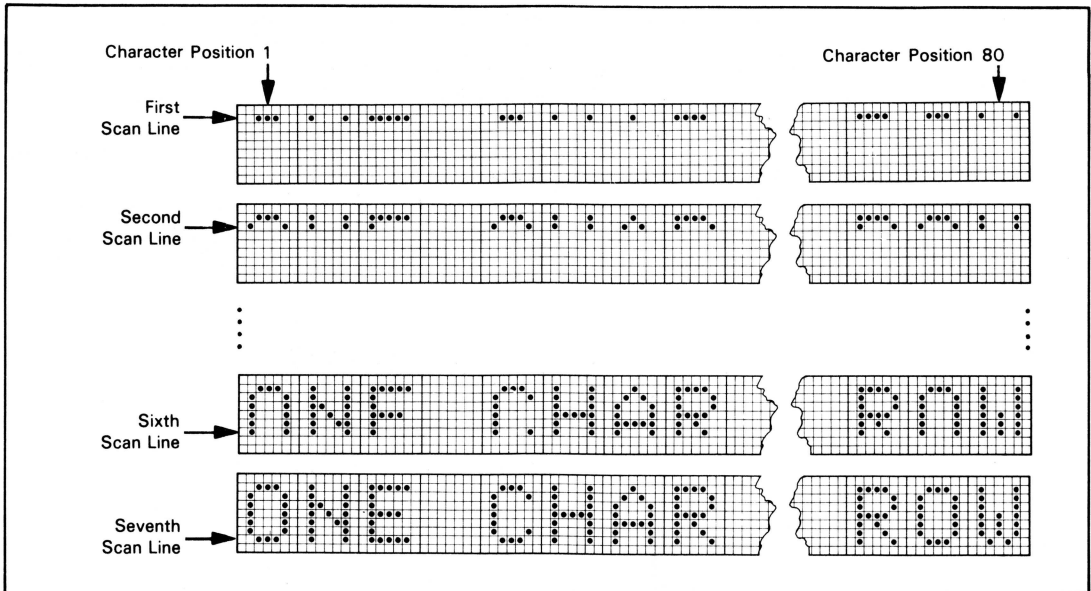 Character Position 1
Character Position 80
First
Scan Line
Second
Scan Line
Sixth
Scan Line
ONE CHAR ROW
Seventh
Scan Line